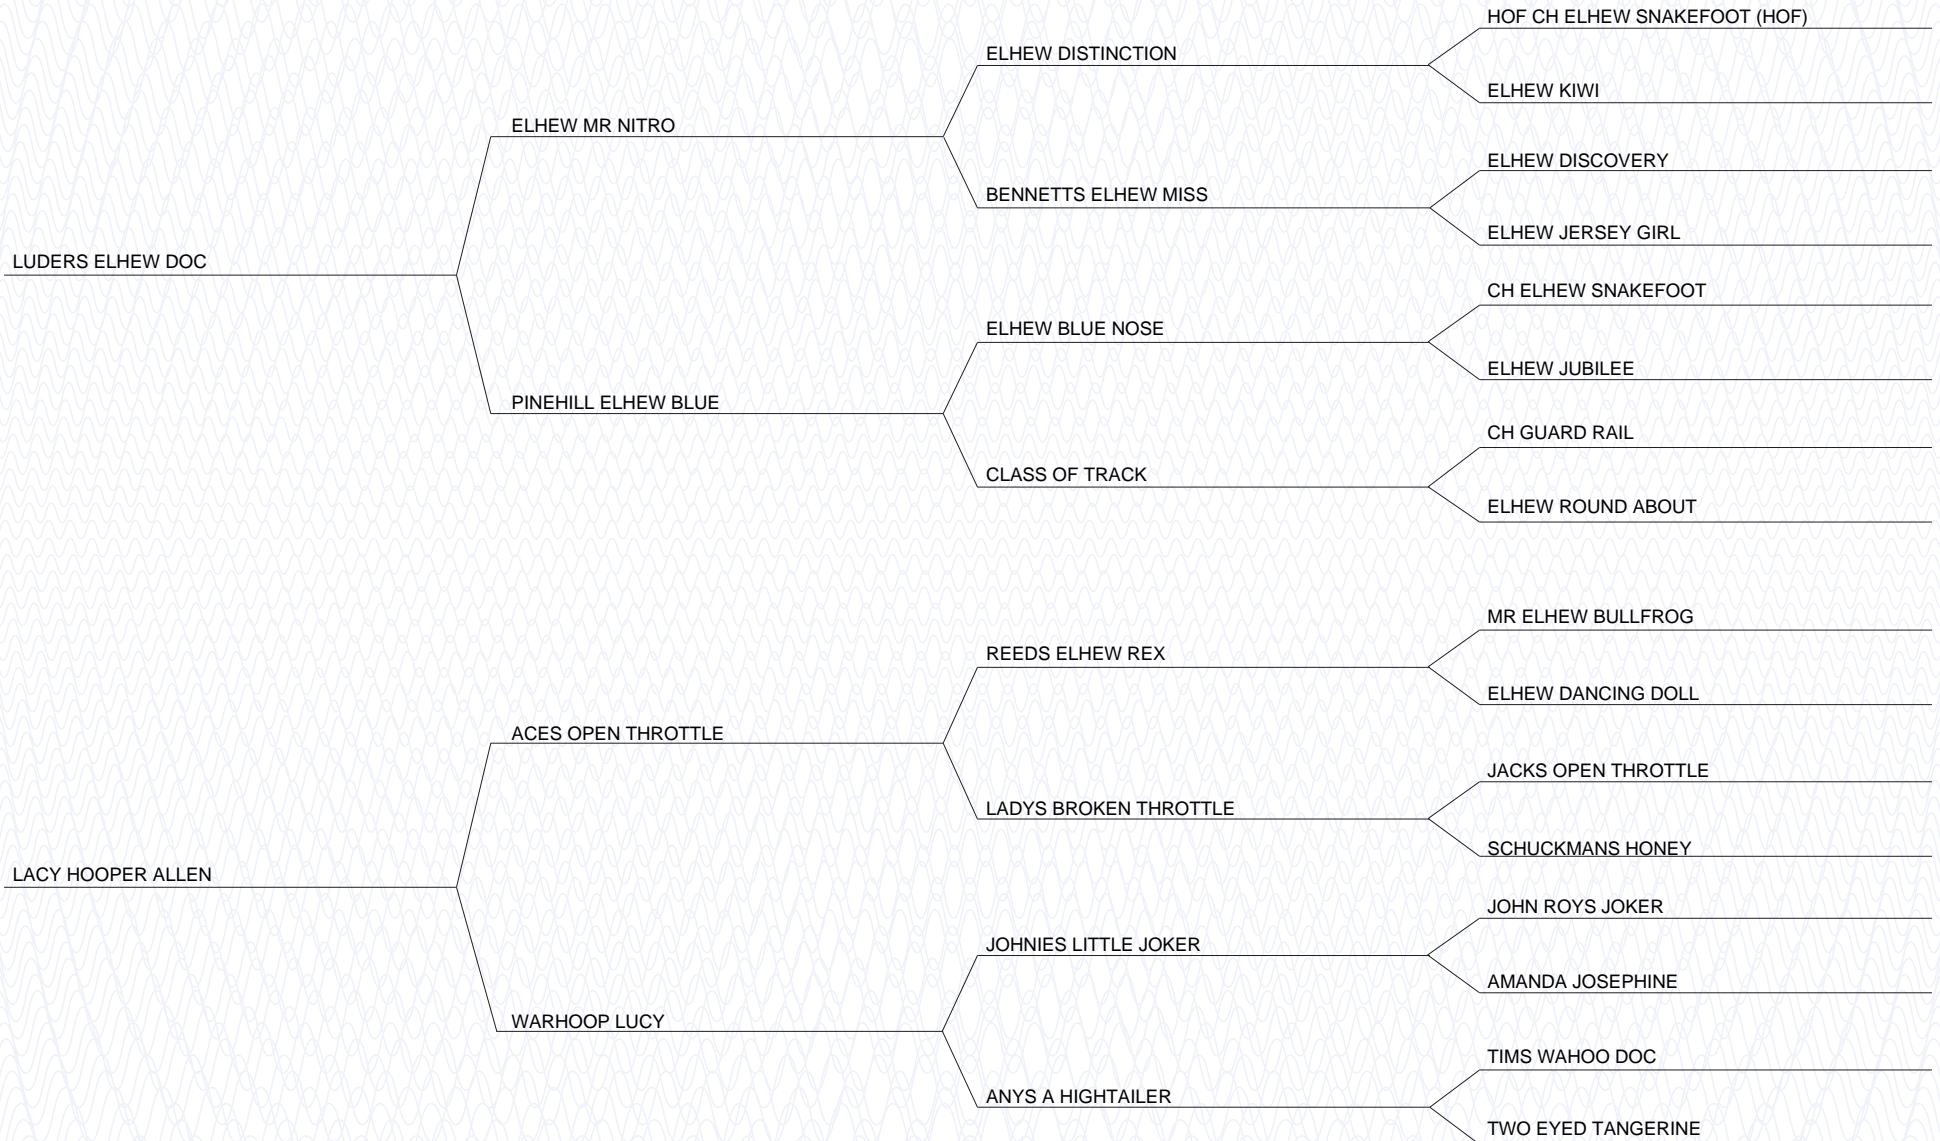 HOF CH ELHEW SNAKEFOOT (HOF)
ELHEW DISTINCTION
ELHEW KIWI
ELHEW MR NITRO
ELHEW DISCOVERY
BENNETTS ELHEW MISS
ELHEW JERSEY GIRL
LUDERS ELHEW DOC
CH ELHEW SNAKEFOOT
ELHEW BLUE NOSE
ELHEW JUBILEE
PINEHILL ELHEW BLUE
CH GUARD RAIL
CLASS OF TRACK
ELHEW ROUND ABOUT
MR ELHEW BULLFROG
REEDS ELHEW REX
ELHEW DANCING DOLL
ACES OPEN THROTTLE
JACKS OPEN THROTTLE
LADYS BROKEN THROTTLE
SCHUCKMANS HONEY
LACY HOOPER ALLEN
JOHN ROYS JOKER
JOHNIES LITTLE JOKER
AMANDA JOSEPHINE
WARHOOP LUCY
TIMS WAHOO DOC
ANYS A HIGHTAILER
TWO EYED TANGERINE